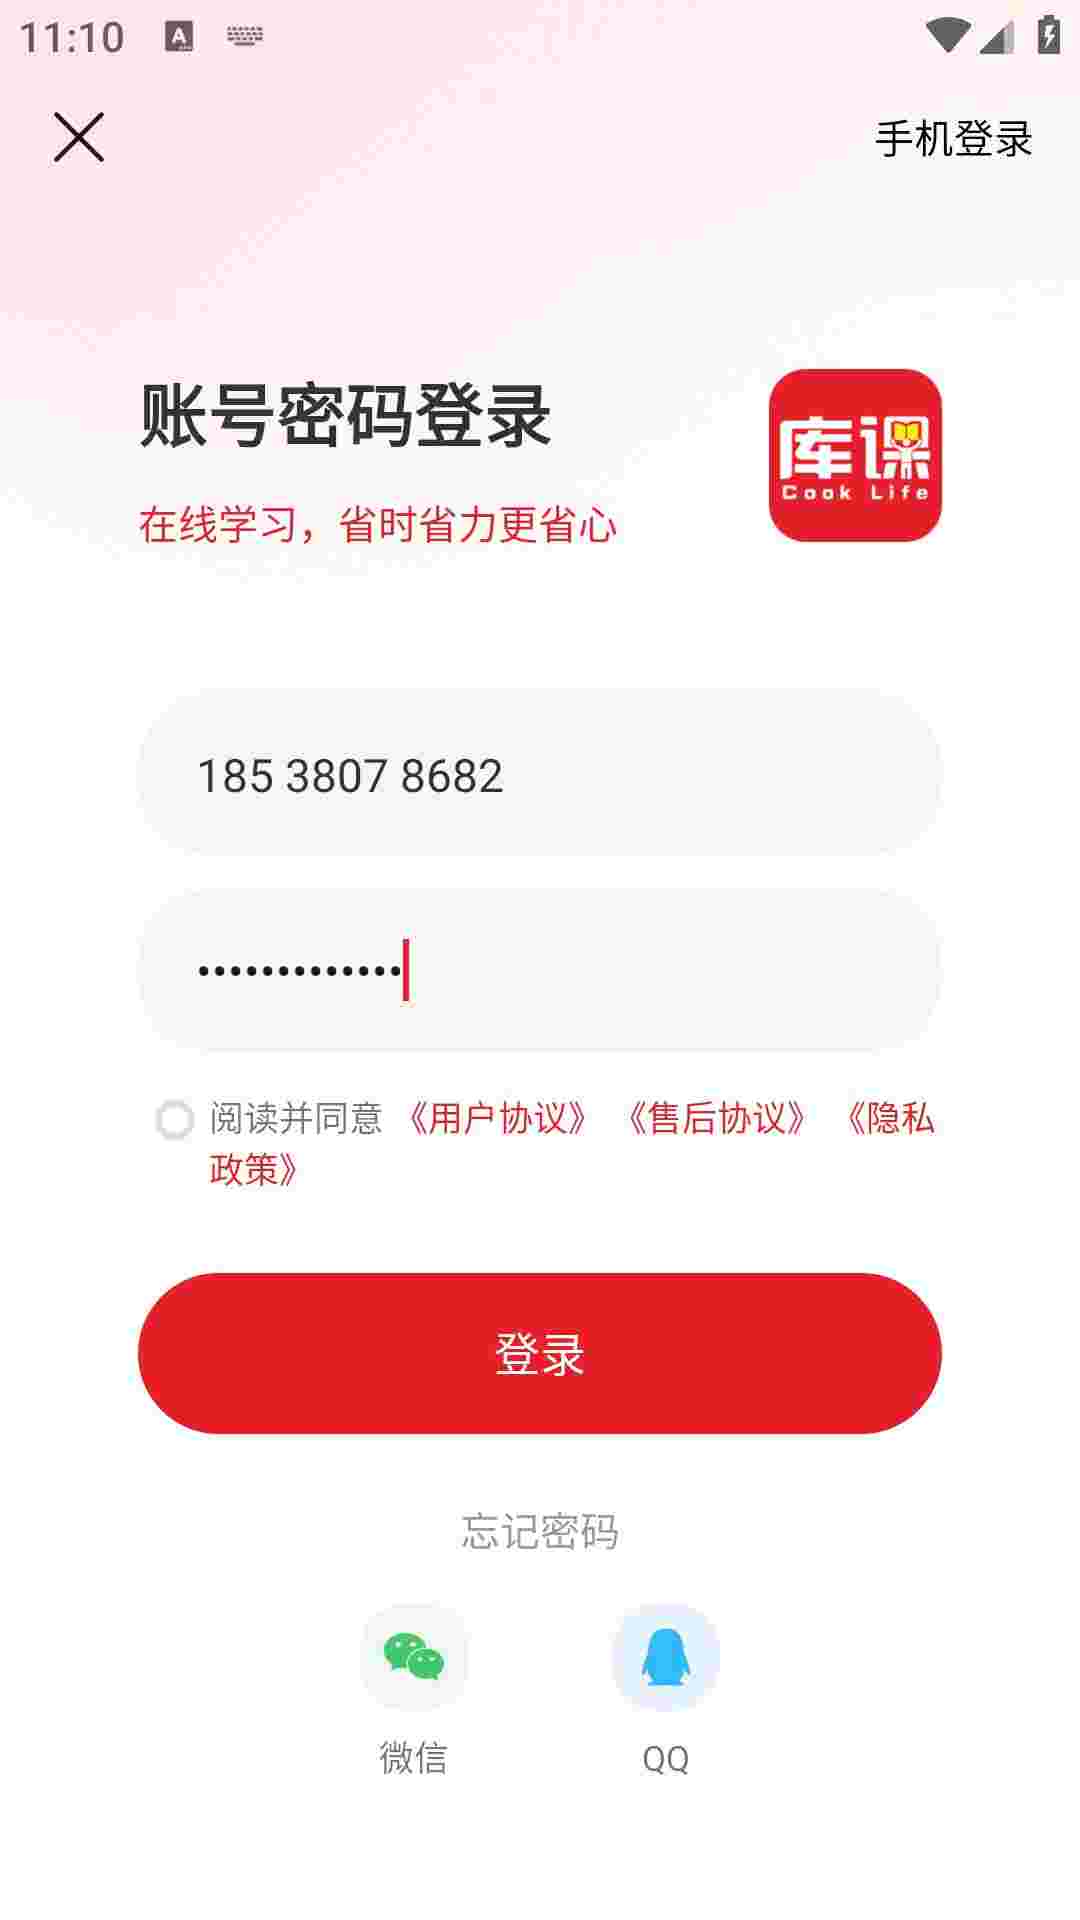 11:10
手机登录
账号密码登录
库课
Cook Life
在线学习，省时省力更省心
185 3807 8682
•••••••••••••
阅读并同意 《用户协议》 《售后协议》 《隐私
政策》
登录
忘记密码
微信
QQ